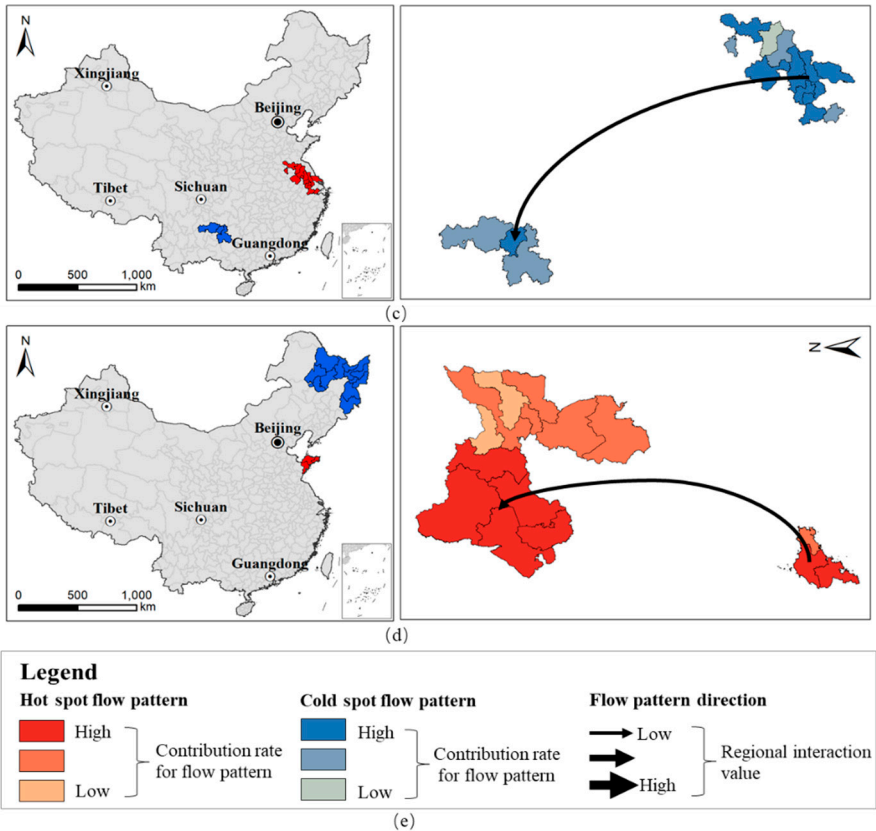 N
Xingjiang
Beijing
Tibet
Sichuan
Guangdong
0 500 1,000
km
(c)
N
N
Xingjiang
Beijing
Tibet
Sichuan
Guangdong
0 500 1,000
km
(d)
Legend
Hot spot flow pattern
High
Low
Contribution rate
for flow pattern
Cold spot flow pattern
High
Low
Contribution rate
for flow pattern
Flow pattern direction
Low
High
Regional interaction
value
(e)